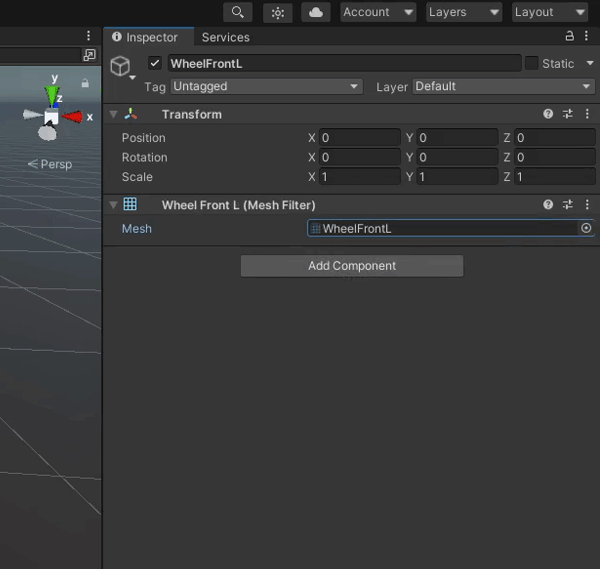 Account Layers Layout
Inspector Services
WheelFrontL Static
Tag Untagged Layer Default
Transform
Position X 0 Y 0 Z 0
Rotation X 0 Y 0 Z 0
Scale X 1 Y 1 Z 1
Wheel Front L (Mesh Filter)
Mesh WheelFrontL
Add Component
y
z
x
Persp